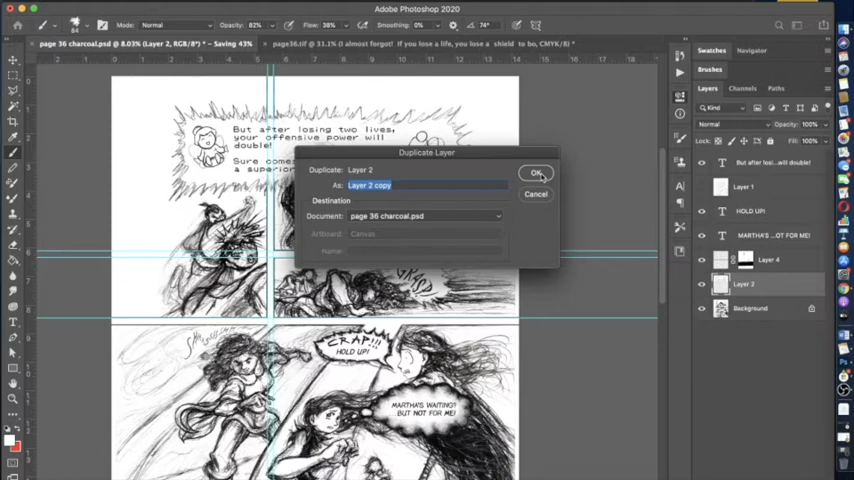 Adobe Photoshop 2020
84
Mode: Normal
Opacity: 82%
Flow: 38%
Smoothing: 0%
74°
page 36 charcoal.psd @ 8.03% (Layer 2, RGB/8*) * – Saving 43%
page36.tif @ 33.1% (I almost forgot! If you lose a life, you lose a shield to bo, CMYK/8) *
But after losing two lives,
your offensive power will
double!
Sure comes
a superior
Duplicate Layer
Duplicate: Layer 2
As: Layer 2 copy
Destination
Document: page 36 charcoal.psd
Artboard: Canvas
Name:
OK
Cancel
GASP!
CRAP!!
HOLD UP!
MARTHA'S WAITING?
...BUT NOT FOR ME!
Swatches
Navigator
Brushes
Layers
Channels
Paths
Kind
Normal
Opacity: 100%
Lock:
Fill: 100%
But after losi...will double!
Layer 1
HOLD UP!
MARTHA'S ...OT FOR ME!
Layer 4
Layer 2
Background